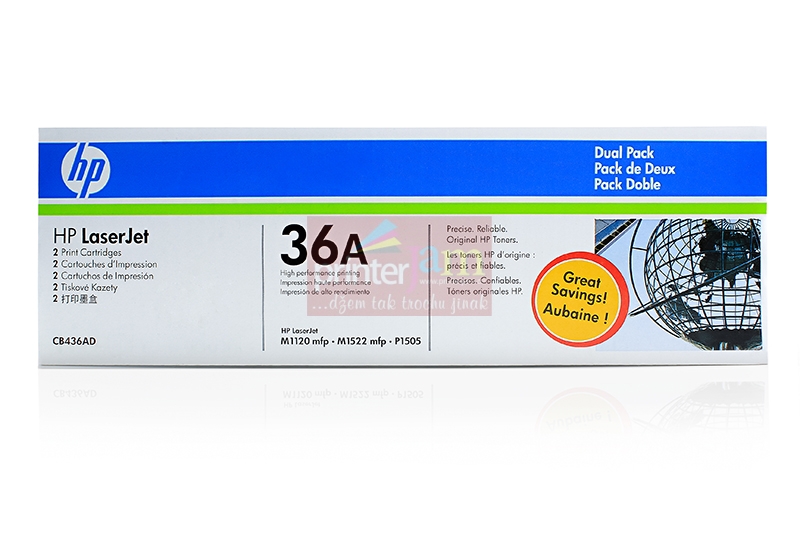 hp
Dual Pack
Pack de Deux
Pack Doble
HP LaserJet
2 Print Cartridges
2 Cartouches d'Impression
2 Cartuchos de Impresión
2 Tiskové Kazety
2 打印墨盒
CB436AD
36A
High performance printing
Impression haute performance
Impresión de alto rendimiento
...džem tak trochu jinak
HP LaserJet
M1120 mfp • M1522 mfp • P1505
Precise. Reliable.
Original HP Toners.
Les toners HP d'origine :
précis et fiables.
Precisos. Confiables.
Tóners originales HP.
Great
Savings!
Aubaine !